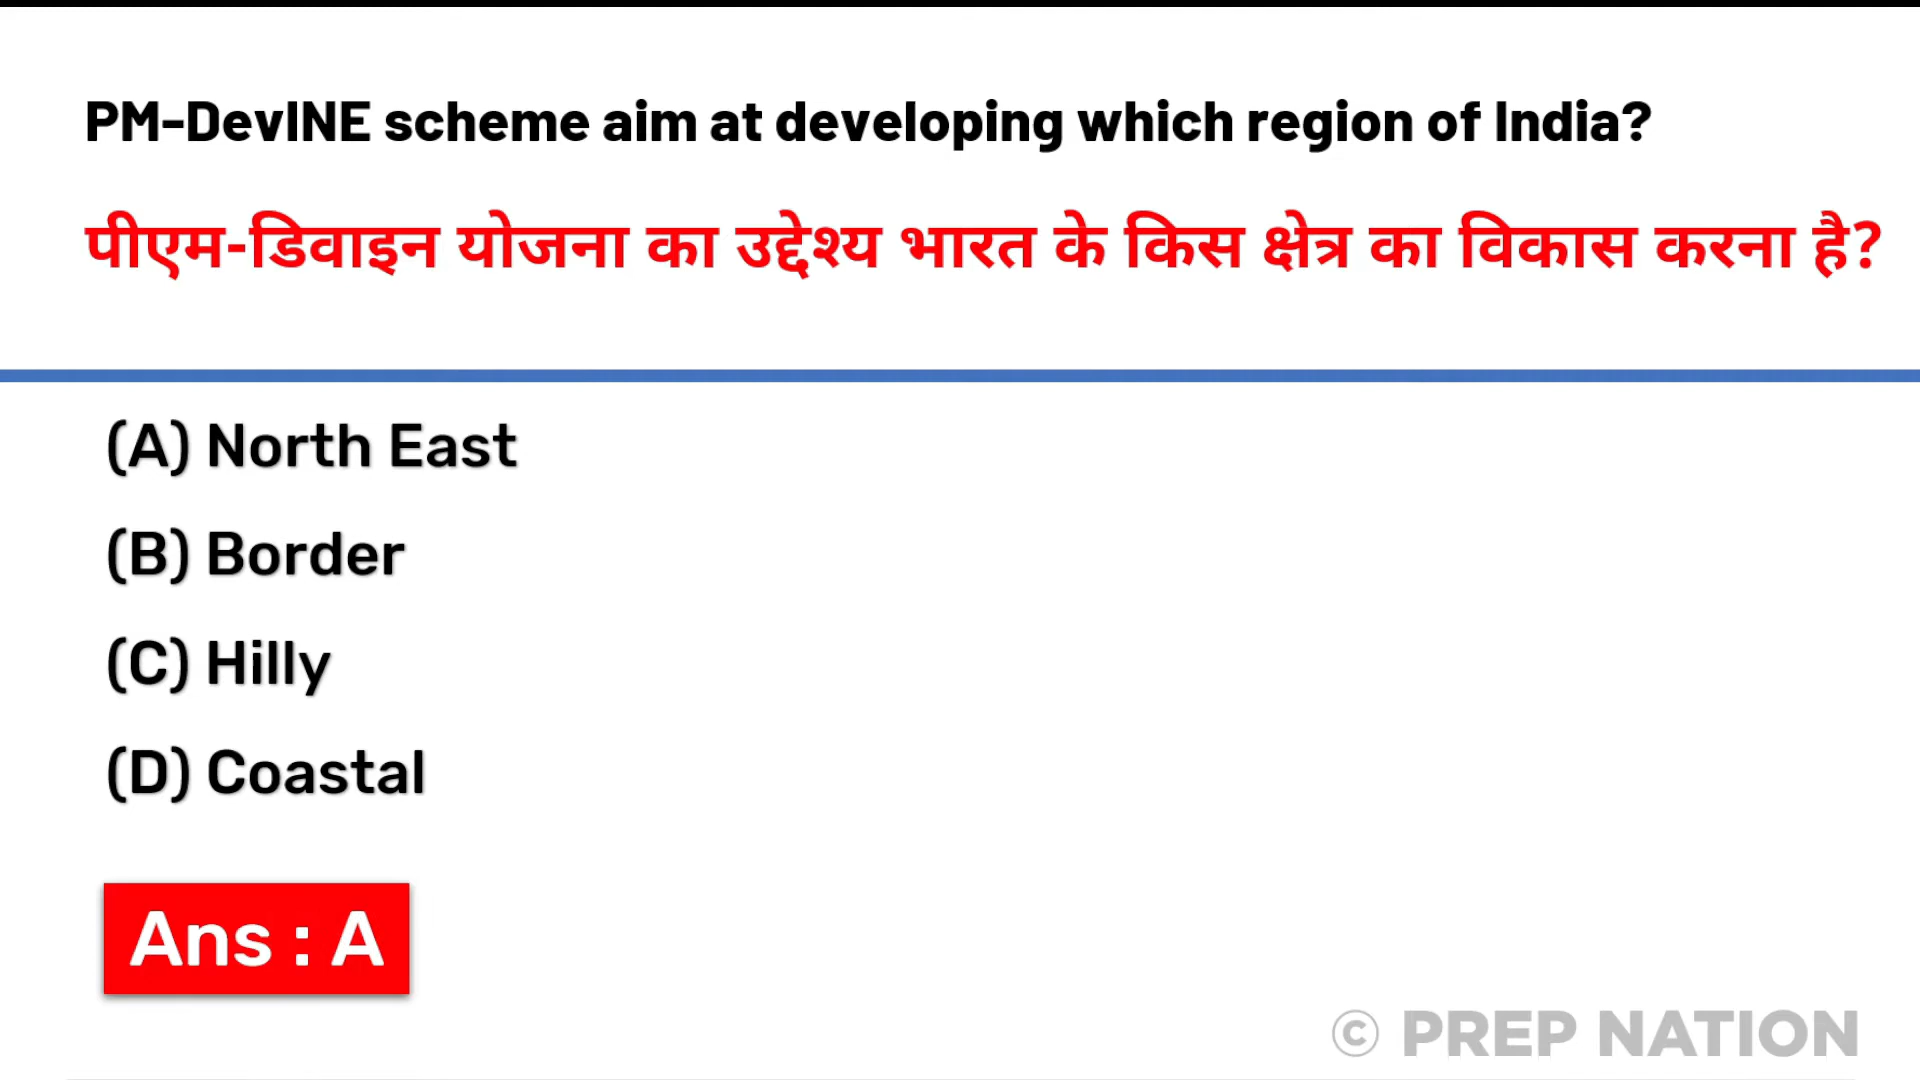 PM-DevINE scheme aim at developing which region of India?
पीएम-डिवाइन योजना का उद्देश्य भारत के किस क्षेत्र का विकास करना है?
(A) North East
(B) Border
(C) Hilly
(D) Coastal
Ans : A
© PREP NATION